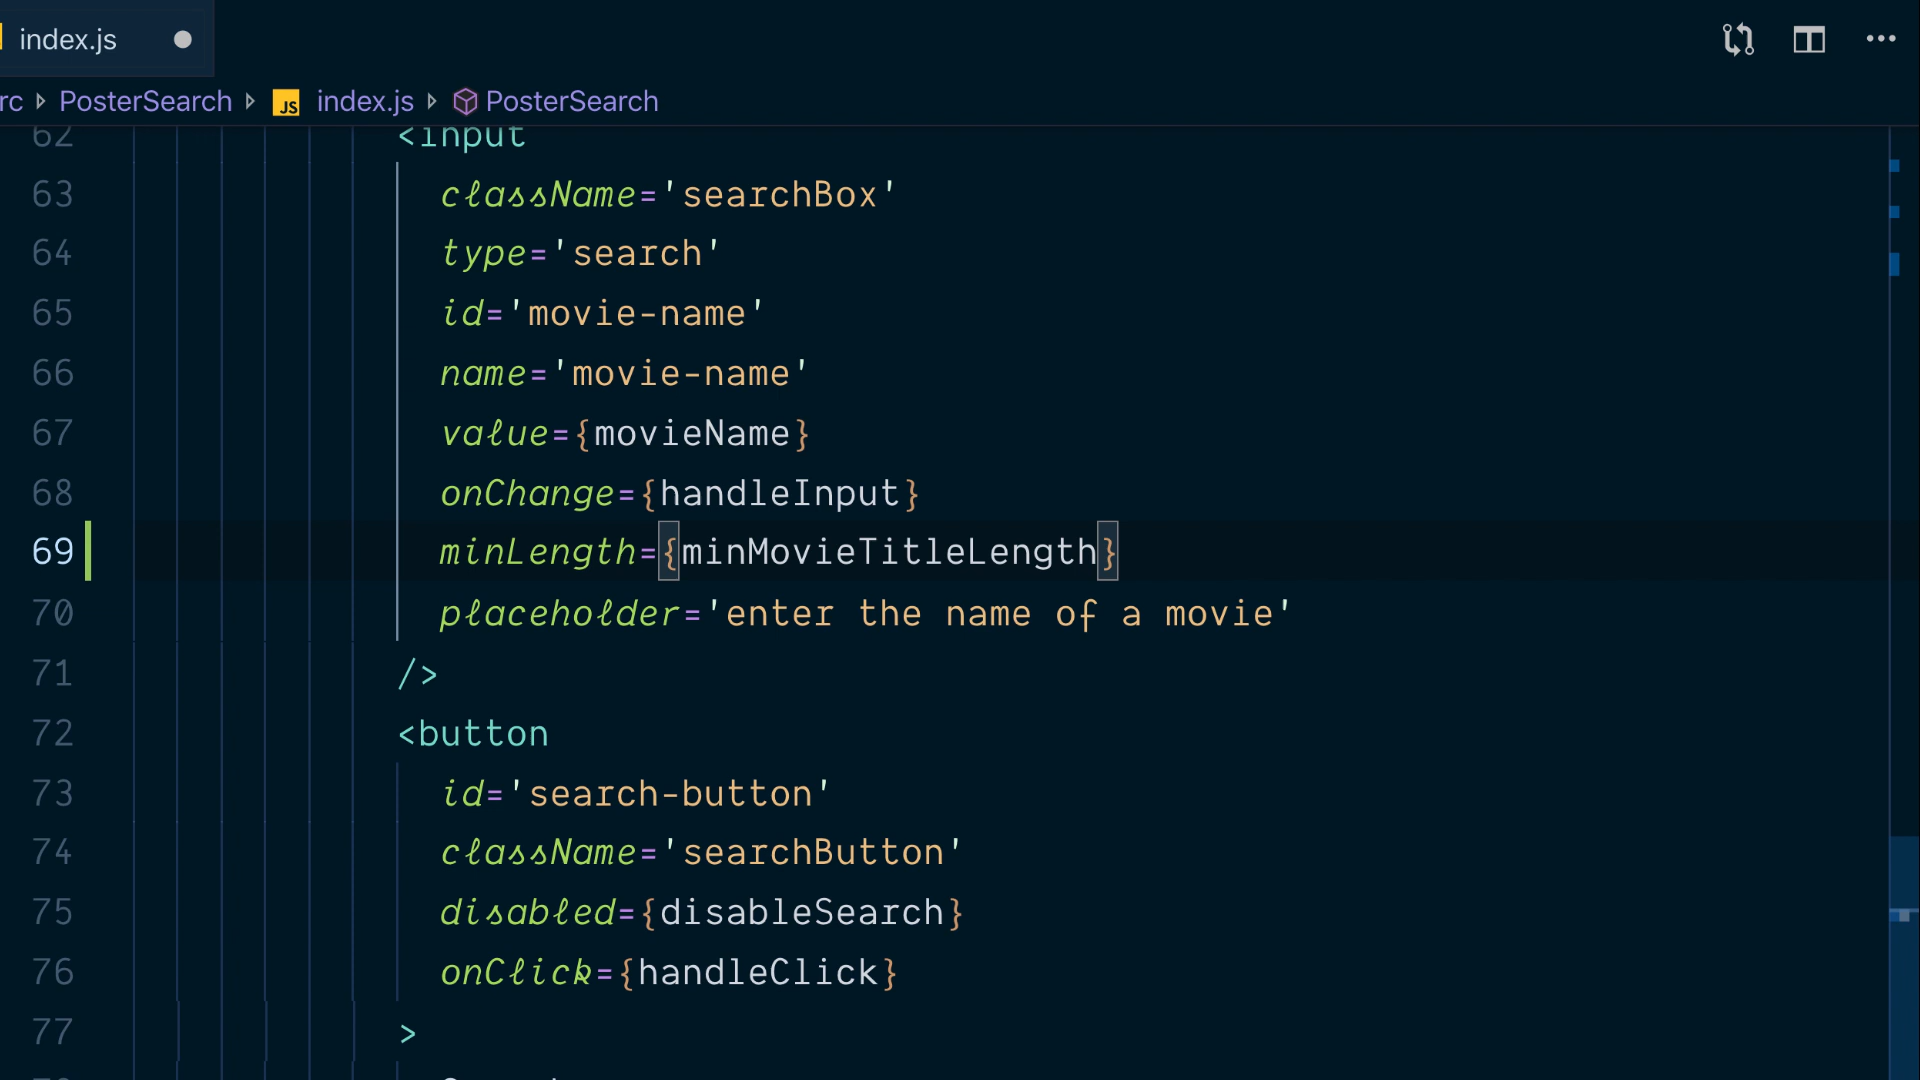 index.js
rc PosterSearch JS index.js PosterSearch
62 <input
63 className='searchBox'
64 type='search'
65 id='movie-name'
66 name='movie-name'
67 value={movieName}
68 onChange={handleInput}
69 minLength={minMovieTitleLength}
70 placeholder='enter the name of a movie'
71 />
72 <button
73 id='search-button'
74 className='searchButton'
75 disabled={disableSearch}
76 onClick={handleClick}
77 >